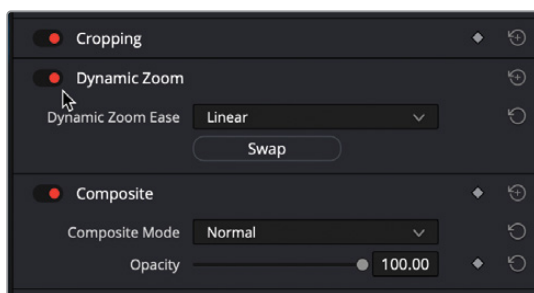 Cropping
Dynamic Zoom
Dynamic Zoom Ease Linear
Swap
Composite
Composite Mode Normal
Opacity 100.00